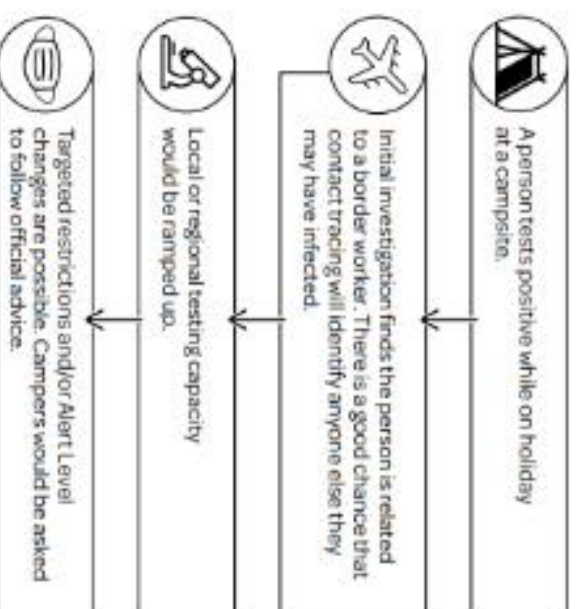 A person tests positive while on holiday
at a campsite.
Initial investigation finds the person is related
to a border worker. There is a good chance that
contact tracing will identify anyone else they
may have infected.
Local or regional testing capacity
would be ramped up.
Targeted restrictions and/or Alert Level
changes are possible. Campers would be asked
to follow official advice.